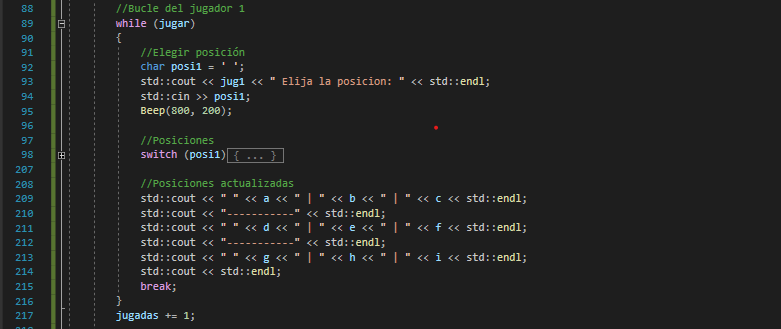 88 //Bucle del jugador 1
89 while (jugar)
90 {
91 //Elegir posición
92 char posi1 = ' ';
93 std::cout << jug1 << " Elija la posicion: " << std::endl;
94 std::cin >> posi1;
95 Beep(800, 200);
96
97 //Posiciones
98 switch (posi1) { ... }
207
208 //Posiciones actualizadas
209 std::cout << " " << a << " | " << b << " | " << c << std::endl;
210 std::cout << "-----------" << std::endl;
211 std::cout << " " << d << " | " << e << " | " << f << std::endl;
212 std::cout << "-----------" << std::endl;
213 std::cout << " " << g << " | " << h << " | " << i << std::endl;
214 std::cout << std::endl;
215 break;
216 }
217 jugadas += 1;